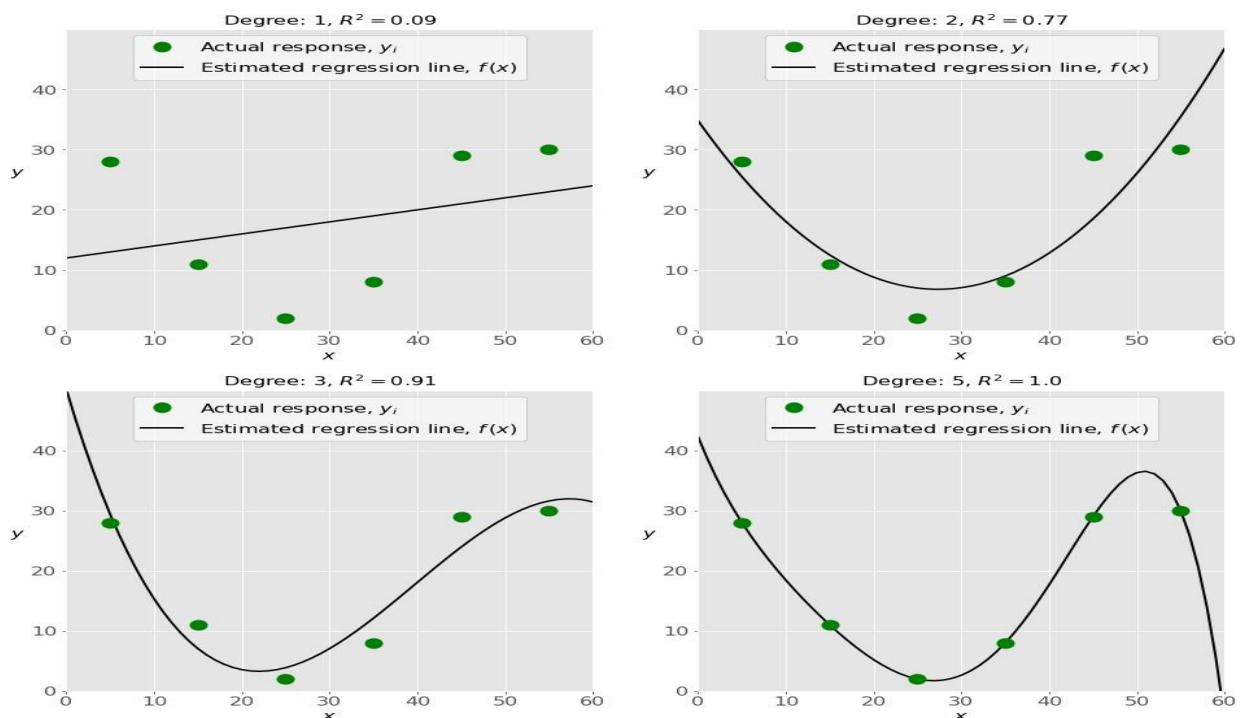 Degree: 1, R² = 0.09
Actual response, yᵢ
Estimated regression line, f(x)
40
30
y
20
10
0
0 10 20 30 40 50 60
x
Degree: 2, R² = 0.77
Actual response, yᵢ
Estimated regression line, f(x)
40
30
y
20
10
0
0 10 20 30 40 50 60
x
Degree: 3, R² = 0.91
Actual response, yᵢ
Estimated regression line, f(x)
40
30
y
20
10
0
0 10 20 30 40 50 60
x
Degree: 5, R² = 1.0
Actual response, yᵢ
Estimated regression line, f(x)
40
30
y
20
10
0
0 10 20 30 40 50 60
x